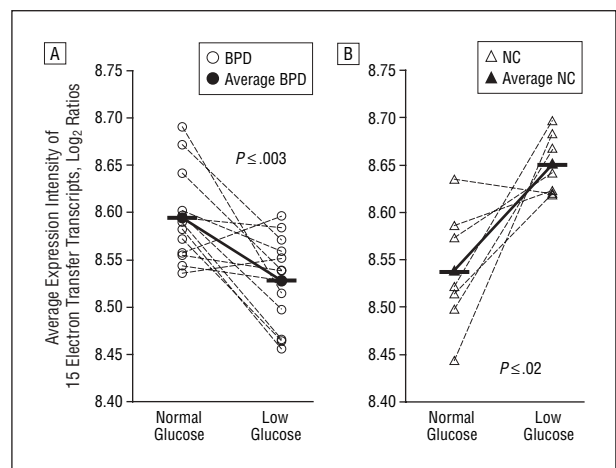 Average Expression Intensity of
15 Electron Transfer Transcripts, Log2 Ratios
A
BPD
Average BPD
8.75
8.70
8.65
8.60
8.55
8.50
8.45
8.40
P ≤ .003
Normal
Glucose
Low
Glucose
B
NC
Average NC
8.75
8.70
8.65
8.60
8.55
8.50
8.45
8.40
P ≤ .02
Normal
Glucose
Low
Glucose